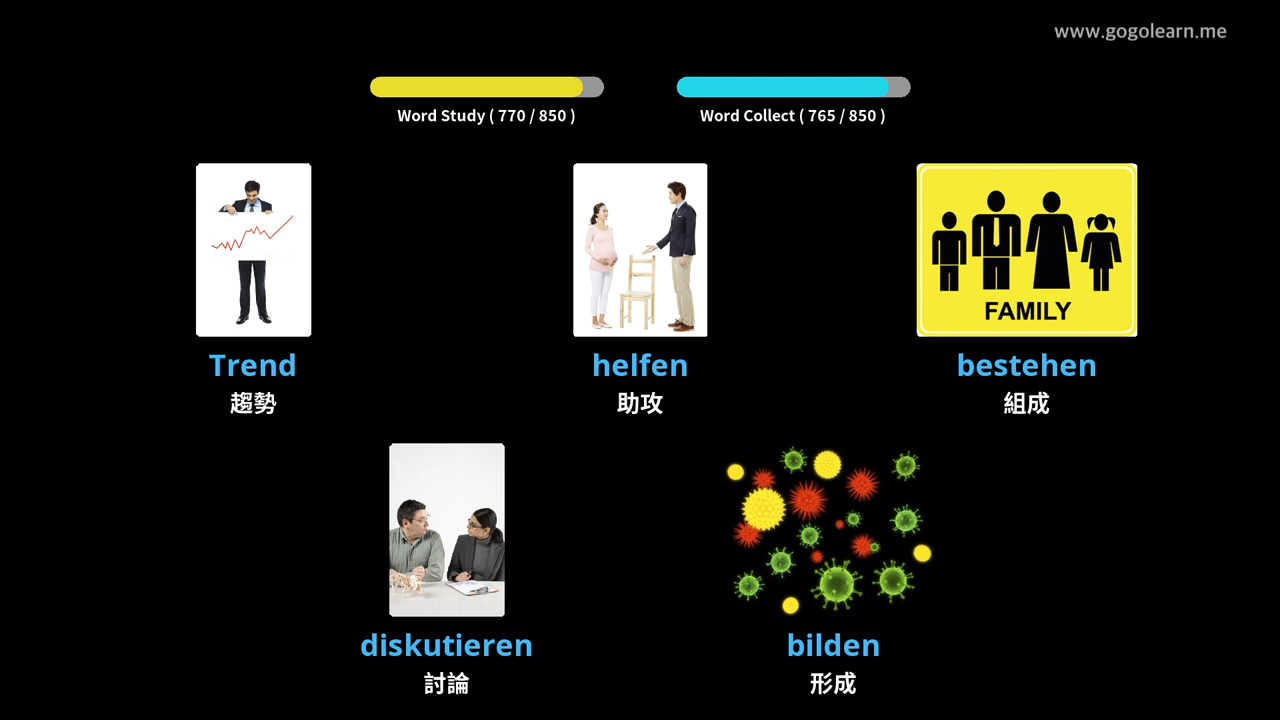 www.gogolearn.me
Word Study ( 770 / 850 )
Word Collect ( 765 / 850 )
FAMILY
Trend
趨勢
helfen
助攻
bestehen
組成
diskutieren
討論
bilden
形成